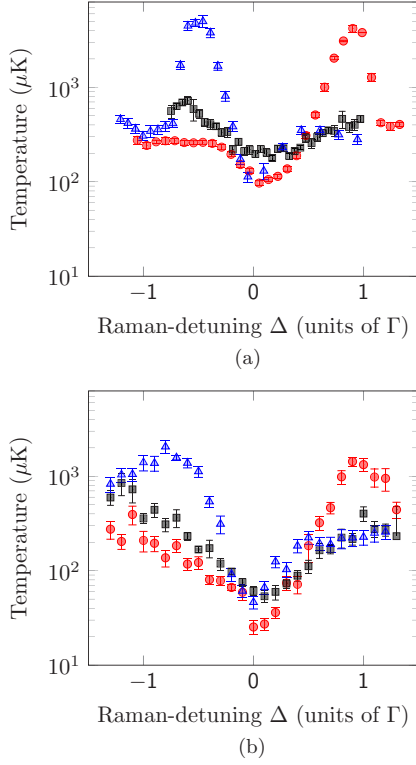 10³
10²
10¹
Temperature (μK)
−1 0 1
Raman-detuning Δ (units of Γ)
(a)
10³
10²
10¹
Temperature (μK)
−1 0 1
Raman-detuning Δ (units of Γ)
(b)